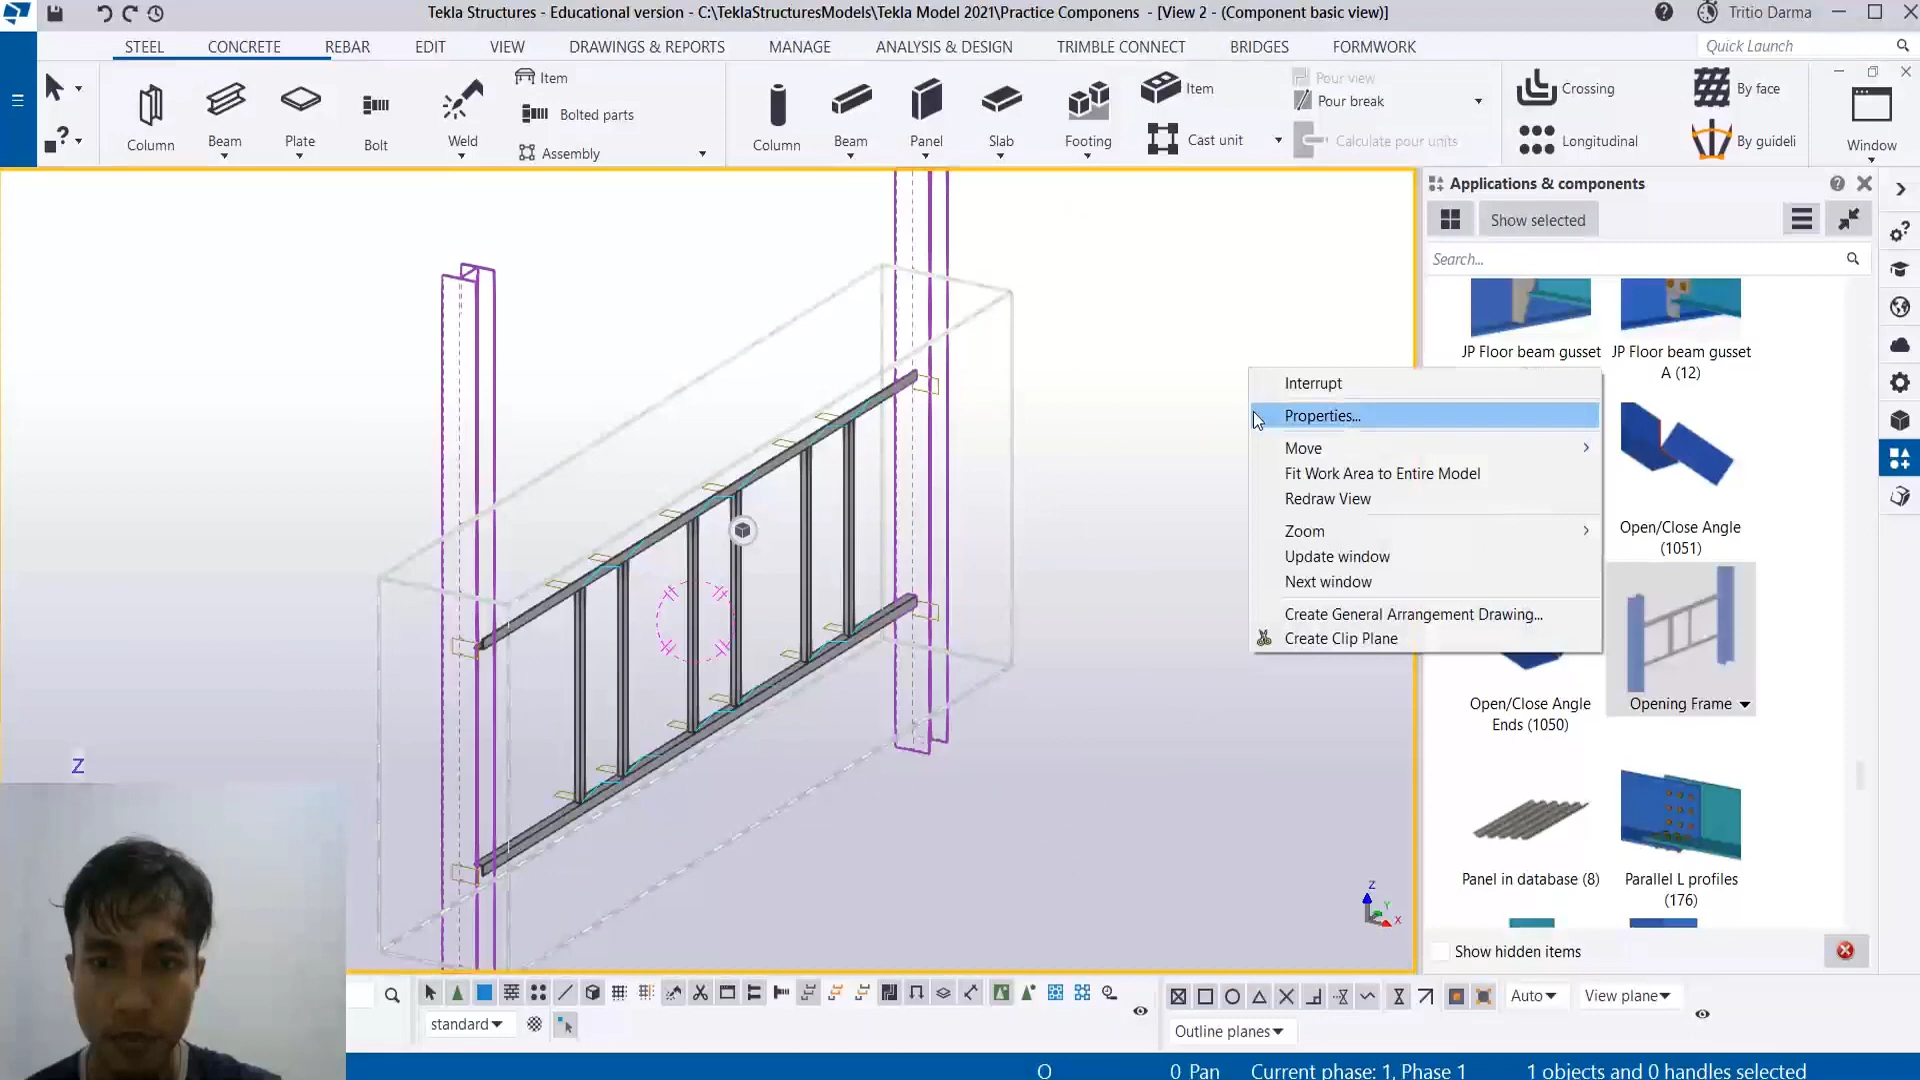 Tekla Structures - Educational version - C:\TeklaStructuresModels\Tekla Model 2021\Practice Componens - [View 2 - (Component basic view)]
Tritio Darma
STEEL CONCRETE REBAR EDIT VIEW DRAWINGS & REPORTS MANAGE ANALYSIS & DESIGN TRIMBLE CONNECT BRIDGES FORMWORK
Quick Launch
Column
Beam
Plate
Bolt
Weld
Item
Bolted parts
Assembly
Column
Beam
Panel
Slab
Footing
Item
Cast unit
Pour view
Pour break
Calculate pour units
Crossing
Longitudinal
By face
By guideli
Window
Applications & components
Show selected
Search...
JP Floor beam gusset
JP Floor beam gusset
A (12)
Interrupt
Properties...
Move
Fit Work Area to Entire Model
Redraw View
Zoom
Update window
Next window
Create General Arrangement Drawing...
Create Clip Plane
Open/Close Angle
(1051)
Open/Close Angle
Ends (1050)
Opening Frame
Panel in database (8)
Parallel L profiles
(176)
Show hidden items
Z
Z
Y
X
standard
Auto
View plane
Outline planes
O
0 Pan
Current phase: 1, Phase 1
1 objects and 0 handles selected